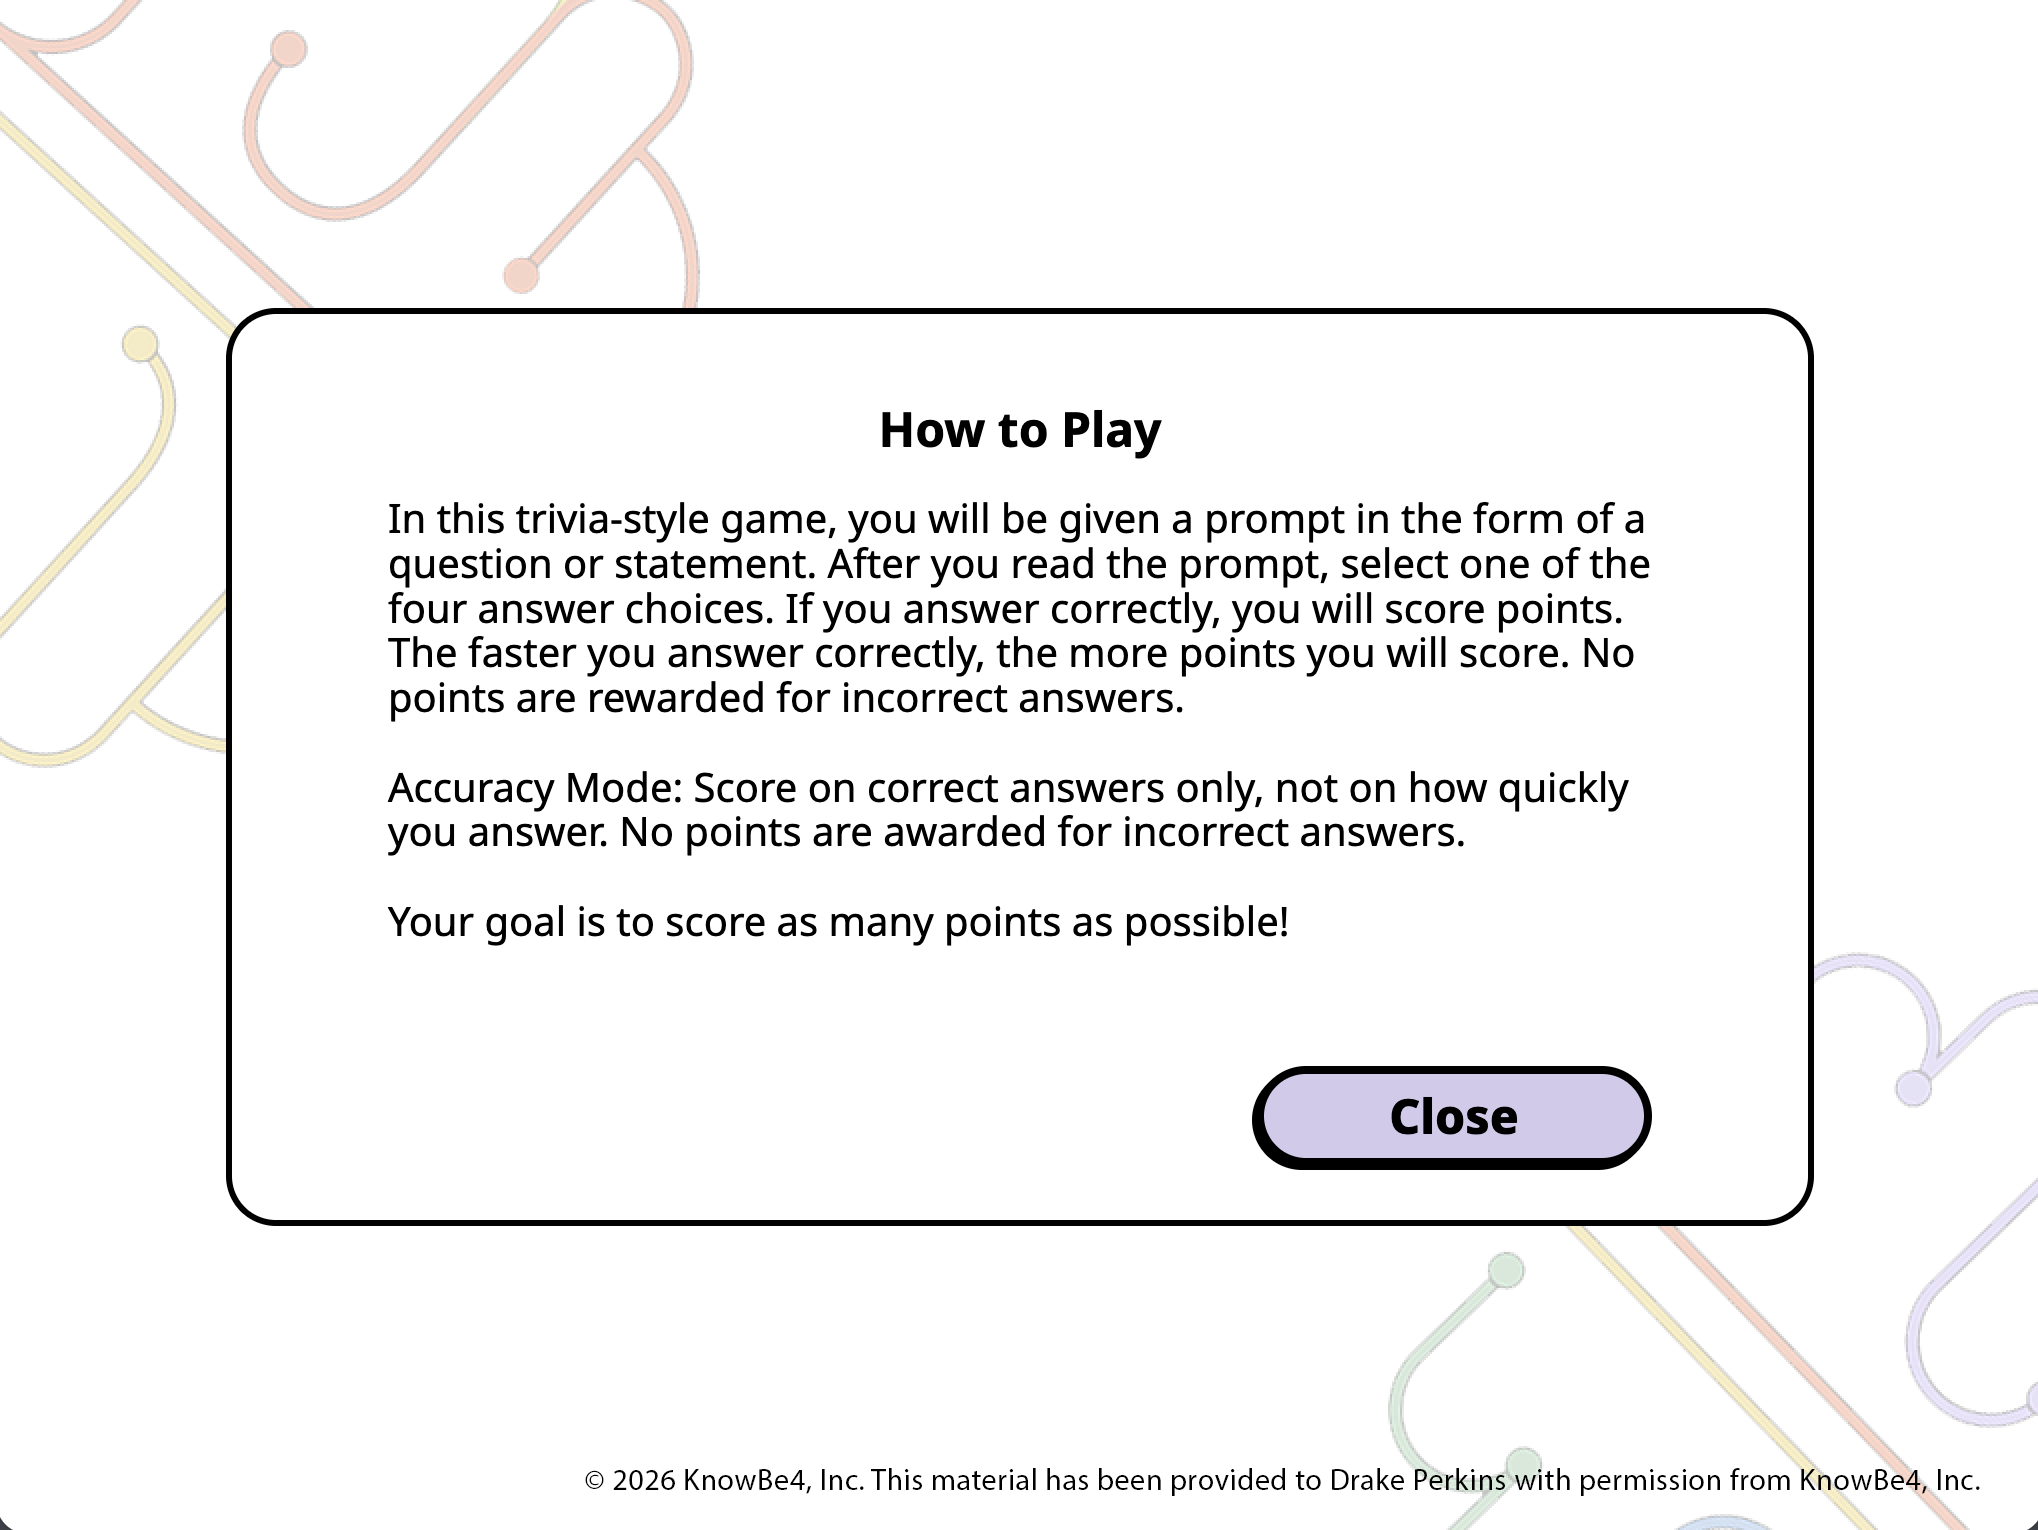 How to Play
In this trivia-style game, you will be given a prompt in the form of a
question or statement. After you read the prompt, select one of the
four answer choices. If you answer correctly, you will score points.
The faster you answer correctly, the more points you will score. No
points are rewarded for incorrect answers.
Accuracy Mode: Score on correct answers only, not on how quickly
you answer. No points are awarded for incorrect answers.
Your goal is to score as many points as possible!
Close
© 2026 KnowBe4, Inc. This material has been provided to Drake Perkins with permission from KnowBe4, Inc.